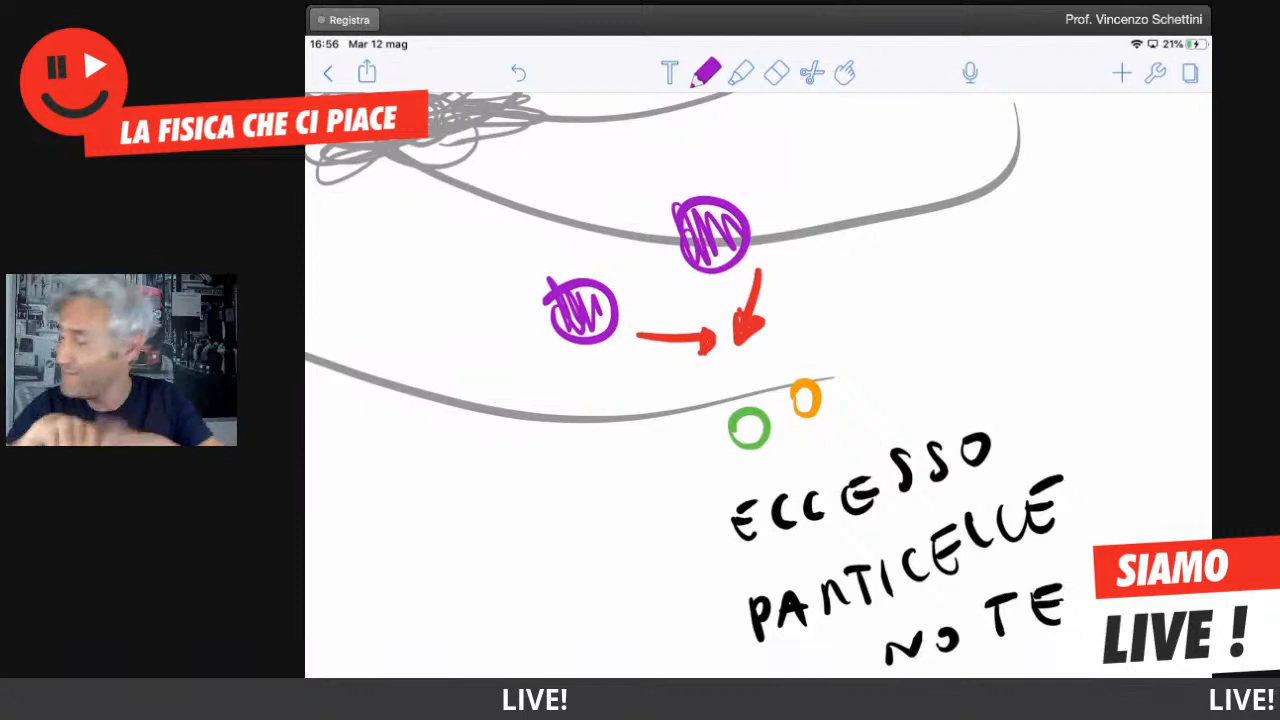 Registra
Prof. Vincenzo Schettini
16:56 Mar 12 mag
21%
LA FISICA CHE CI PIACE
ECCESSO
PARTICELLE
NOTE
SIAMO
LIVE !
LIVE!
LIVE!